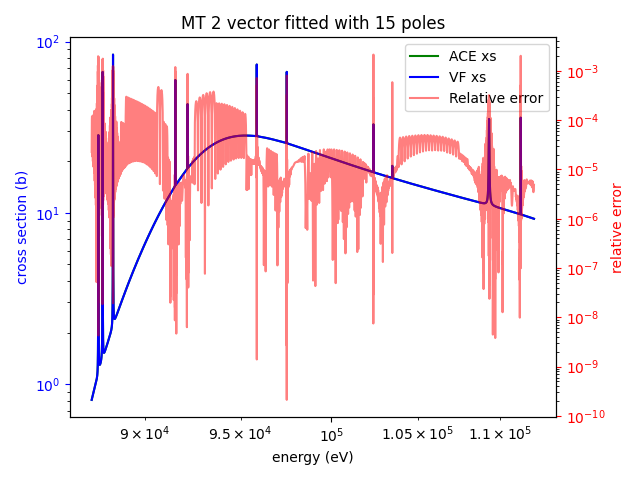 MT 2 vector fitted with 15 poles
ACE xs
VF xs
Relative error
cross section (b)
10²
10¹
10⁰
relative error
10⁻³
10⁻⁴
10⁻⁵
10⁻⁶
10⁻⁷
10⁻⁸
10⁻⁹
10⁻¹⁰
9 × 10⁴ 9.5 × 10⁴ 10⁵ 1.05 × 10⁵ 1.1 × 10⁵
energy (eV)